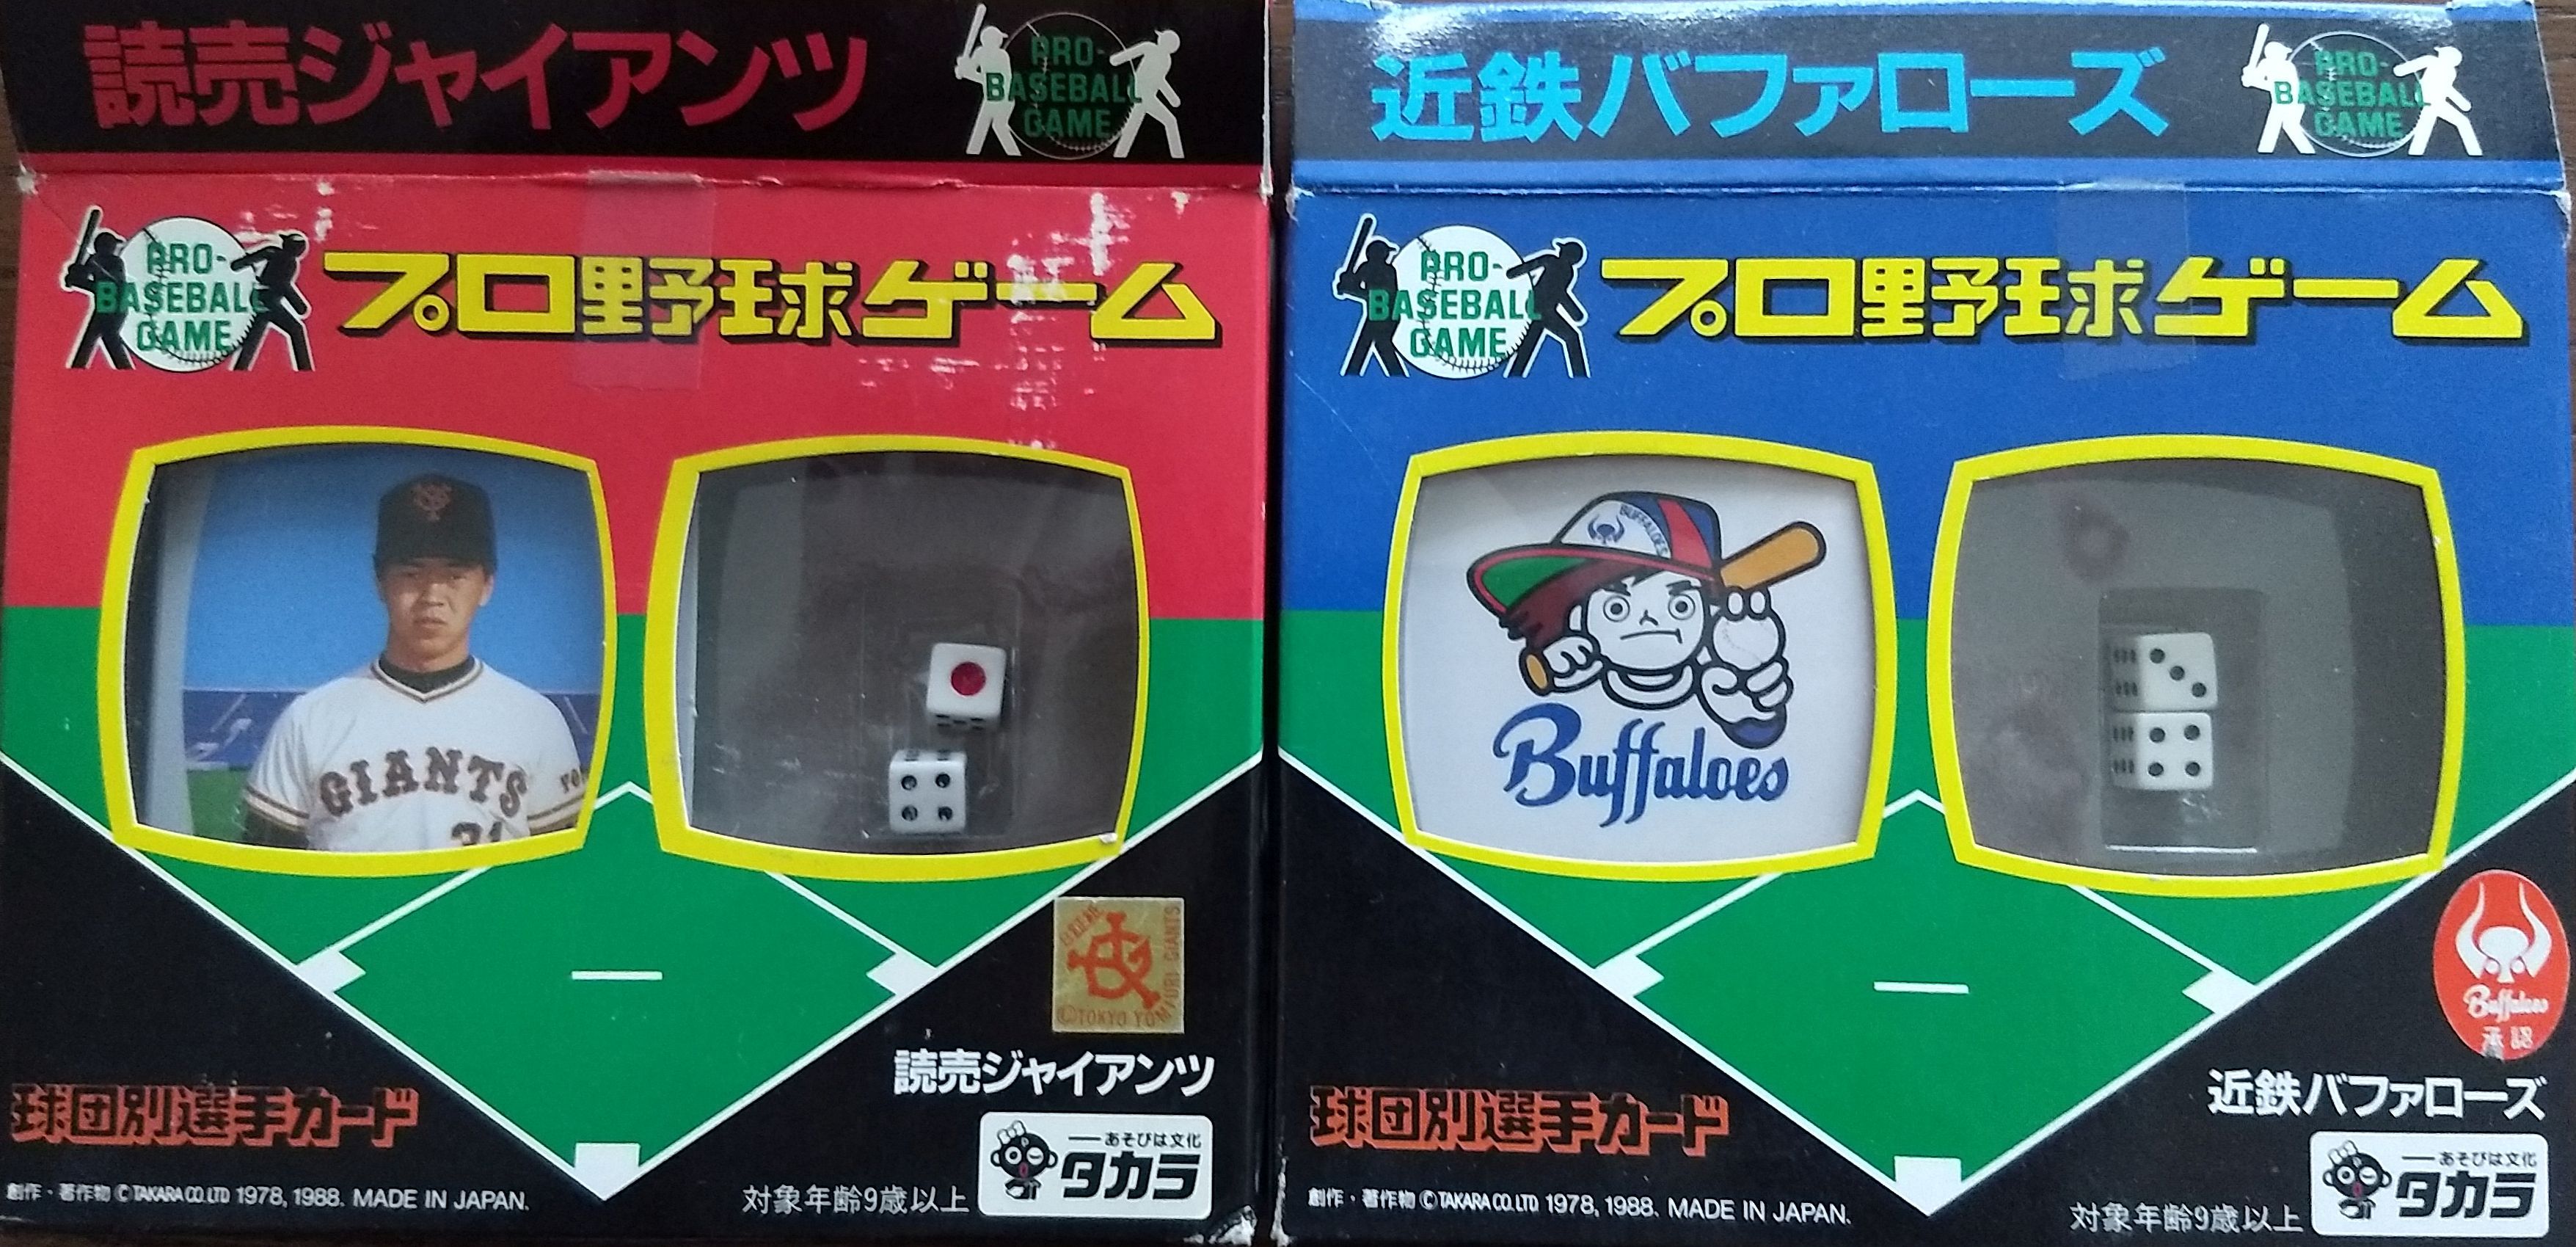 読売ジャイアンツ
PRO-
BASEBALL
GAME
PRO-
BASEBALL
GAME
プロ野球ゲーム
GIANTS
31
©TOKYO YOMIURI GIANTS
読売ジャイアンツ
球団別選手カード
あそびは文化
タカラ
創作・著作物 ©TAKARA CO.LTD 1978, 1988. MADE IN JAPAN.
対象年齢9歳以上
近鉄バファローズ
PRO-
BASEBALL
GAME
PRO-
BASEBALL
GAME
プロ野球ゲーム
BUFFALOES
Buffaloes
Buffaloes
承認
近鉄バファローズ
球団別選手カード
あそびは文化
タカラ
創作・著作物 ©TAKARA CO.LTD 1978, 1988. MADE IN JAPAN.
対象年齢9歳以上